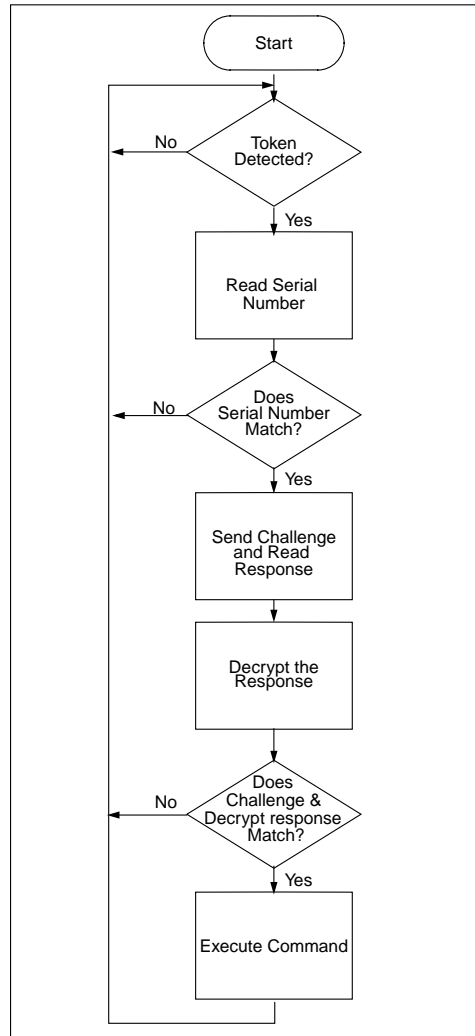 Start
Token
Detected?
No
Yes
Read Serial
Number
Does
Serial Number
Match?
No
Yes
Send Challenge
and Read
Response
Decrypt the
Response
Does
Challenge &
Decrypt response
Match?
No
Yes
Execute Command